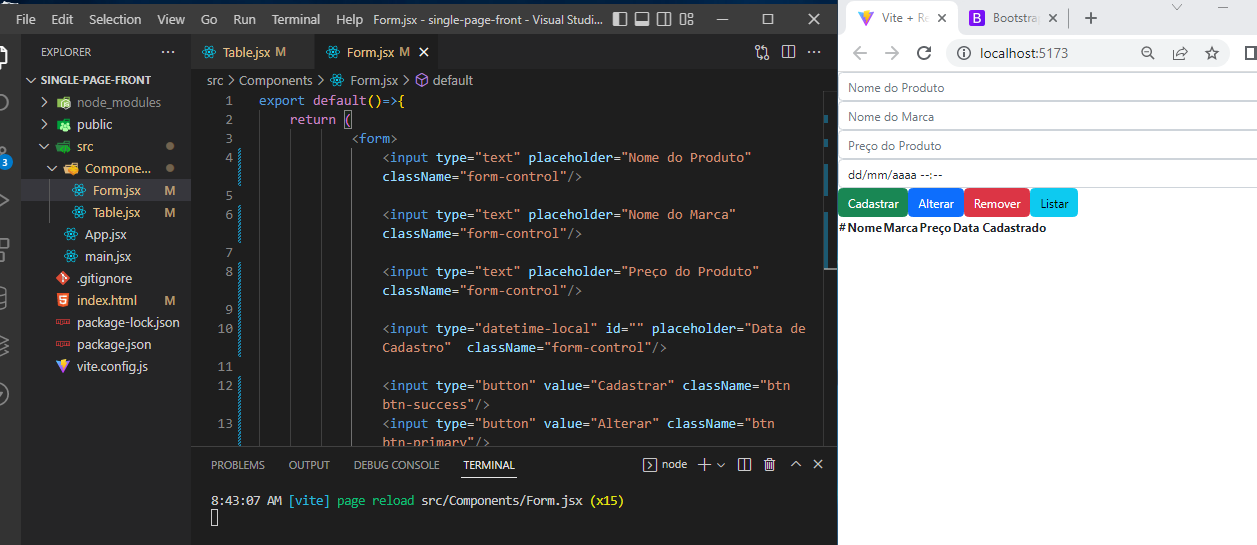 File Edit Selection View Go Run Terminal Help Form.jsx - single-page-front - Visual Studi...
EXPLORER
SINGLE-PAGE-FRONT
node_modules
public
src
Compone...
Form.jsx M
Table.jsx M
App.jsx
main.jsx
.gitignore
index.html M
package-lock.json
package.json
vite.config.js
3
Table.jsx M Form.jsx M
src > Components > Form.jsx > default
1 export default()=>{
2 return (
3 <form>
4 <input type="text" placeholder="Nome do Produto"
className="form-control"/>
5
6 <input type="text" placeholder="Nome do Marca"
className="form-control"/>
7
8 <input type="text" placeholder="Preço do Produto"
className="form-control"/>
9
10 <input type="datetime-local" id="" placeholder="Data de
Cadastro" className="form-control"/>
11
12 <input type="button" value="Cadastrar" className="btn
btn-success"/>
13 <input type="button" value="Alterar" className="btn
btn-primary"/>
PROBLEMS OUTPUT DEBUG CONSOLE TERMINAL node
8:43:07 AM [vite] page reload src/Components/Form.jsx (x15)
Vite + Re Bootstra
localhost:5173
Nome do Produto
Nome do Marca
Preço do Produto
dd/mm/aaaa --:--
Cadastrar Alterar Remover Listar
# Nome Marca Preço Data Cadastrado